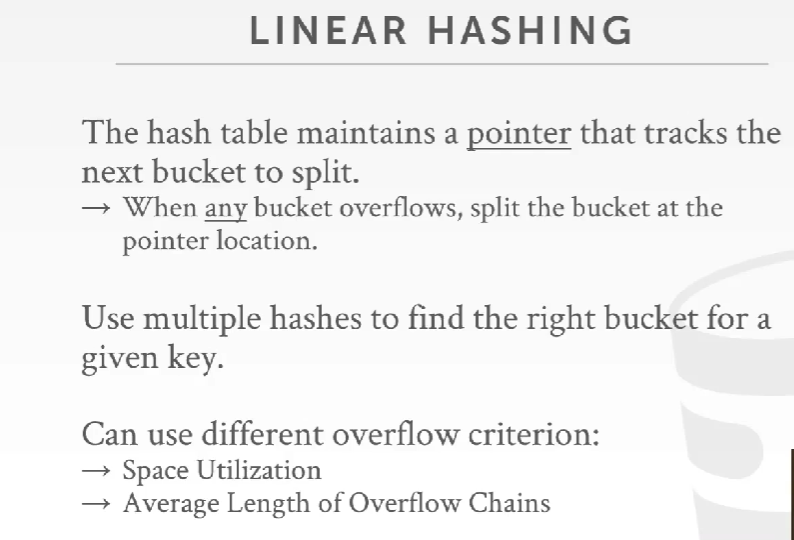 LINEAR HASHING
The hash table maintains a pointer that tracks the
next bucket to split.
→ When any bucket overflows, split the bucket at the
pointer location.
Use multiple hashes to find the right bucket for a
given key.
Can use different overflow criterion:
→ Space Utilization
→ Average Length of Overflow Chains